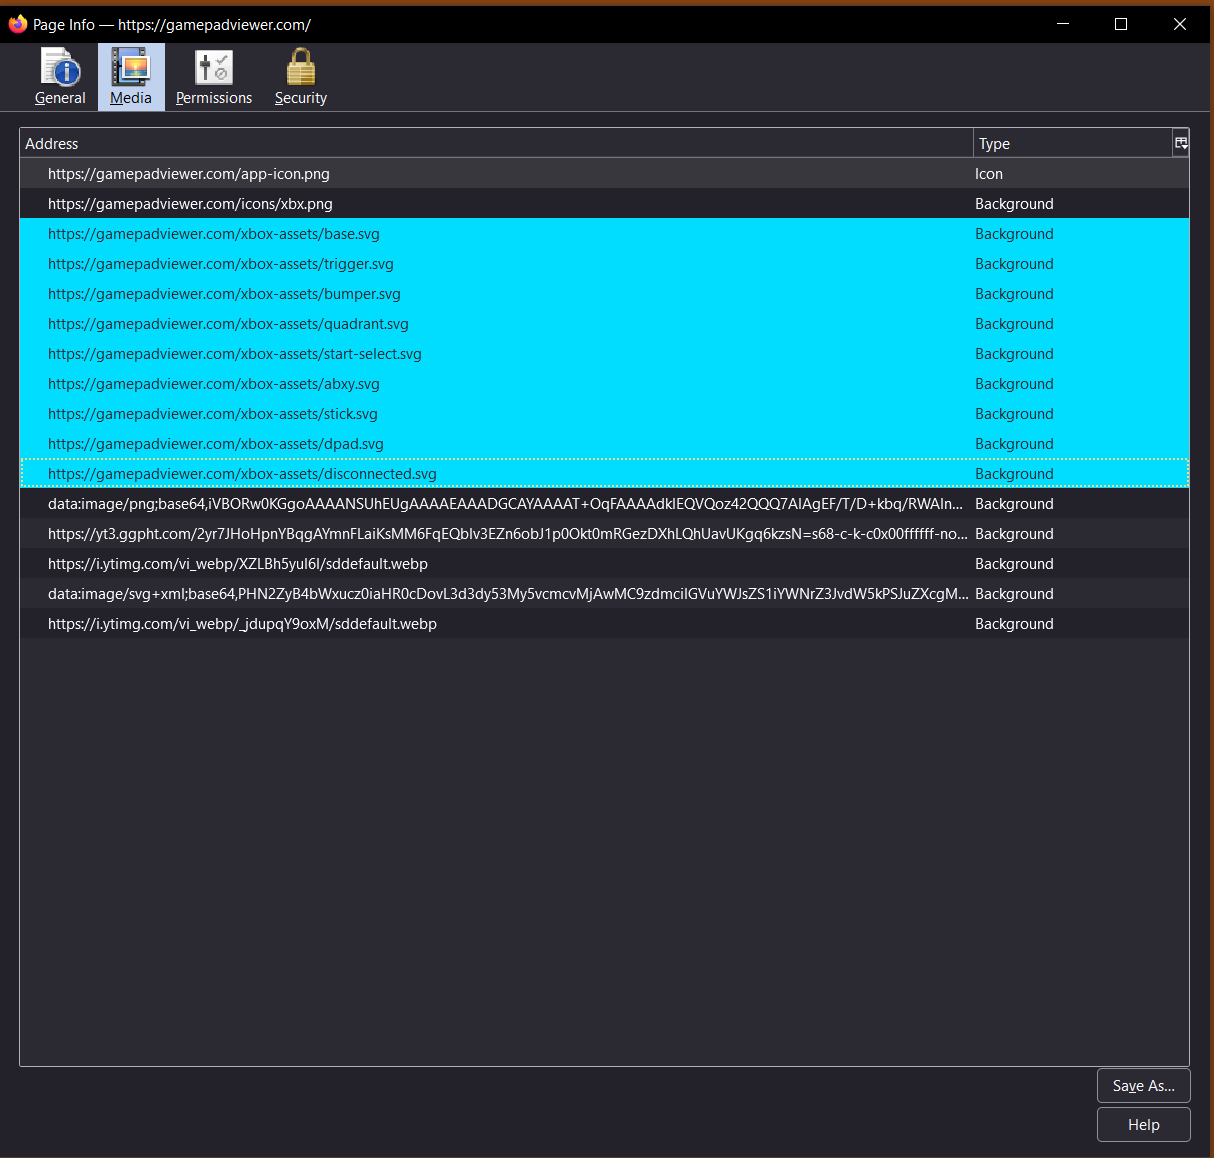 Page Info — https://gamepadviewer.com/
General Media Permissions Security
Address Type
https://gamepadviewer.com/app-icon.png Icon
https://gamepadviewer.com/icons/xbx.png Background
https://gamepadviewer.com/xbox-assets/base.svg Background
https://gamepadviewer.com/xbox-assets/trigger.svg Background
https://gamepadviewer.com/xbox-assets/bumper.svg Background
https://gamepadviewer.com/xbox-assets/quadrant.svg Background
https://gamepadviewer.com/xbox-assets/start-select.svg Background
https://gamepadviewer.com/xbox-assets/abxy.svg Background
https://gamepadviewer.com/xbox-assets/stick.svg Background
https://gamepadviewer.com/xbox-assets/dpad.svg Background
https://gamepadviewer.com/xbox-assets/disconnected.svg Background
data:image/png;base64,iVBORw0KGgoAAAANSUhEUgAAAAEAAADGCAYAAAAT+OqFAAAAdklEQVQoz42QQQ7AIAgEF/T/D+kbq/RWAln... Background
https://yt3.ggpht.com/2yr7JHoHpnYBqgAYmnFLaiKsMM6FqEQblv3EZn6obJ1p0Okt0mRGezDXhLQhUavUKgq6kzsN=s68-c-k-c0x00ffffff-no... Background
https://i.ytimg.com/vi_webp/XZLBh5yul6I/sddefault.webp Background
data:image/svg+xml;base64,PHN2ZyB4bWxucz0iaHR0cDovL3d3dy53My5vcmcvMjAwMC9zdmciIGVuYWJsZS1iYWNrZ3JvdW5kPSJuZXcgM... Background
https://i.ytimg.com/vi_webp/_jdupqY9oxM/sddefault.webp Background
Save As...
Help